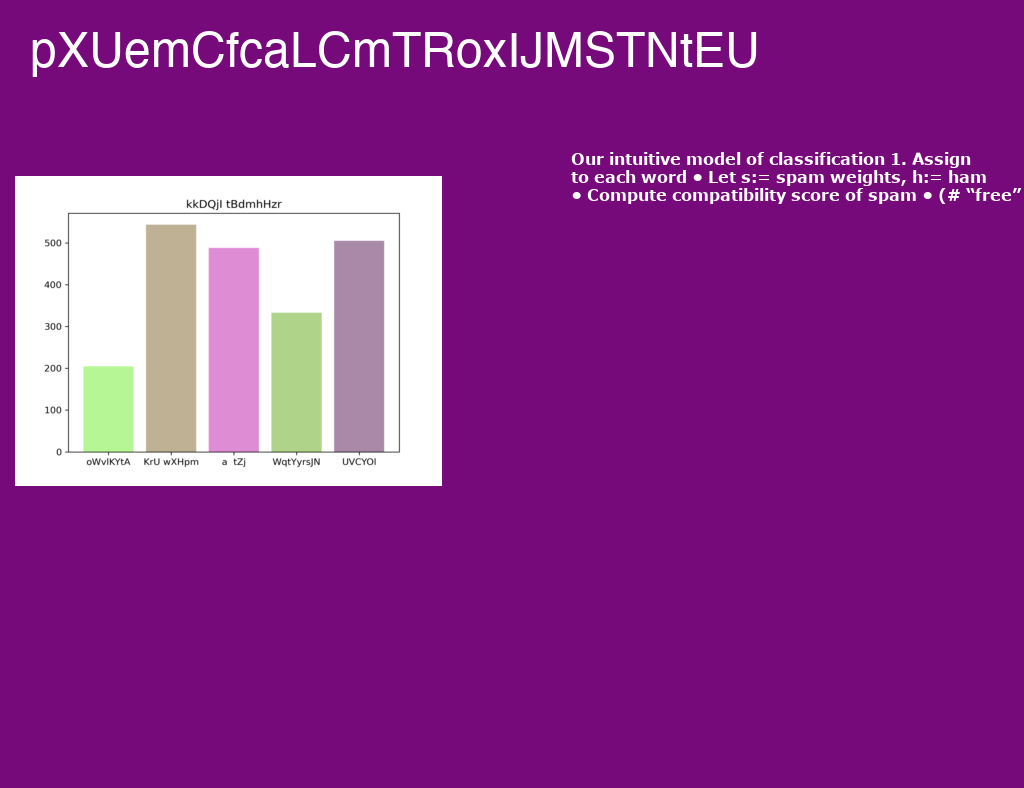 pXUemCfcaLCmTRoxIJMSTNtEU
Our intuitive model of classification 1. Assign
to each word • Let s:= spam weights, h:= ham
• Compute compatibility score of spam • (# “free”
kkDQjI tBdmhHzr
500
400
300
200
100
0
oWvlKYtA KrU wXHpm a tZj WqtYyrsJN UVCYOl